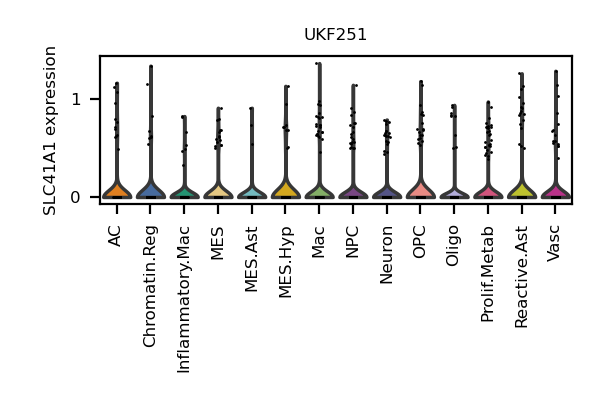 UKF251
SLC41A1 expression
1
0
AC
Chromatin.Reg
Inflammatory.Mac
MES
MES.Ast
MES.Hyp
Mac
NPC
Neuron
OPC
Oligo
Prolif.Metab
Reactive.Ast
Vasc